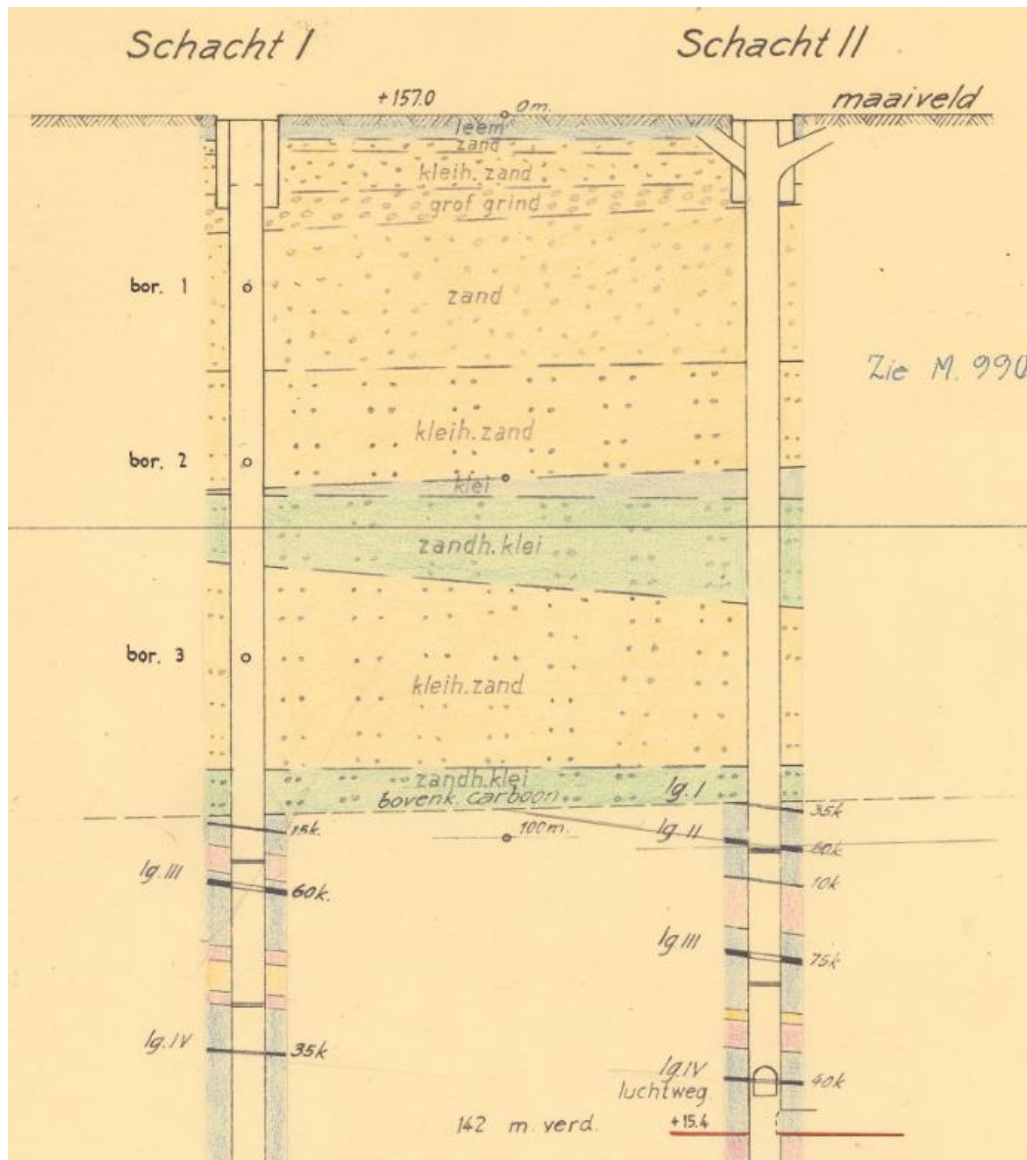 Schacht I
Schacht II
+157.0
0m.
maaiveld
leem
zand
kleih. zand
grof grind
bor. 1
zand
Zie M. 990
kleih. zand
bor. 2
klei
zandh. klei
bor. 3
kleih. zand
zandh. klei
bovenk. carboon
lg. I
35k
15k.
100m.
lg II
60k
lg. III
60k.
10k
lg III
75k
lg. IV
35k
lg. IV
40k
luchtweg
142 m. verd.
+15.4